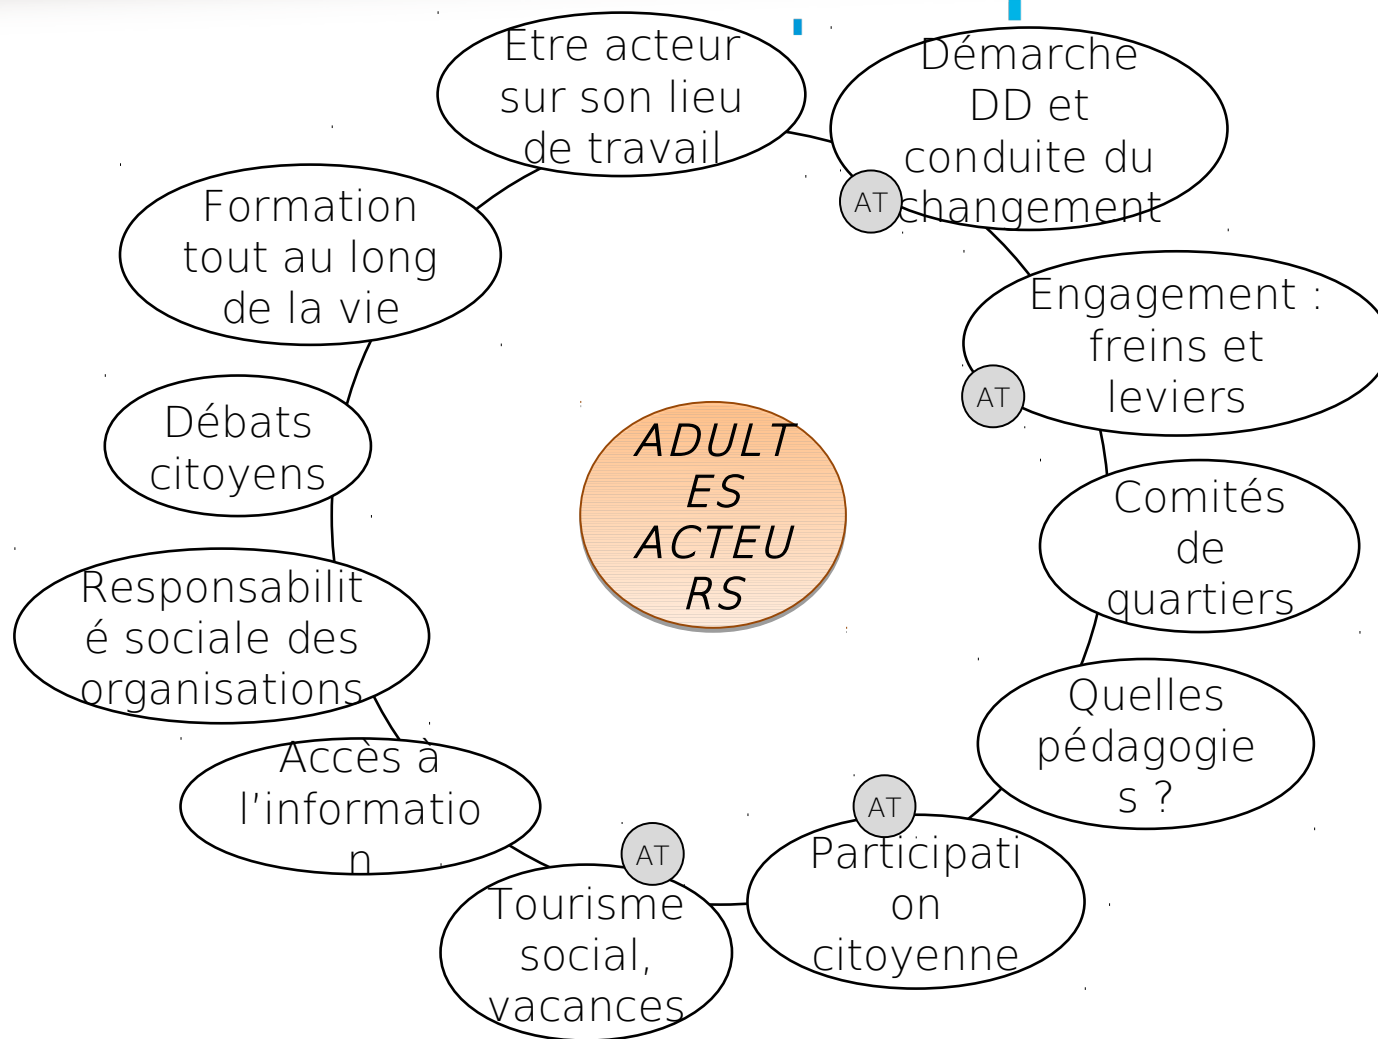 Etre acteur
sur son lieu
de travail
Démarche
DD et
conduite du
changement
AT
Formation
tout au long
de la vie
Engagement :
freins et
leviers
AT
Débats
citoyens
ADULT
ES
ACTEU
RS
Comités
de
quartiers
Responsabilit
é sociale des
organisations
Quelles
pédagogie
s ?
Accès à
l'informatio
n
AT
Participati
on
citoyenne
AT
Tourisme
social,
vacances